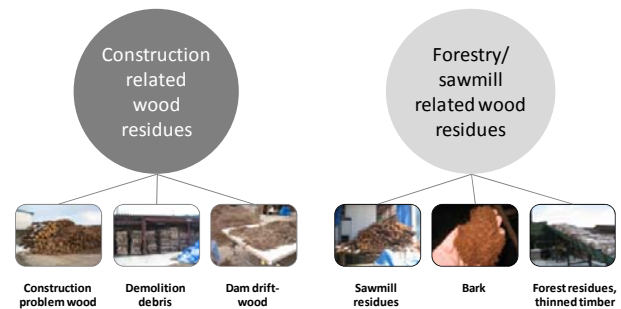 Construction
related
wood
residues
Forestry/
sawmill
related wood
residues
Construction
problem wood
Demolition
debris
Dam drift-
wood
Sawmill
residues
Bark
Forest residues,
thinned timber